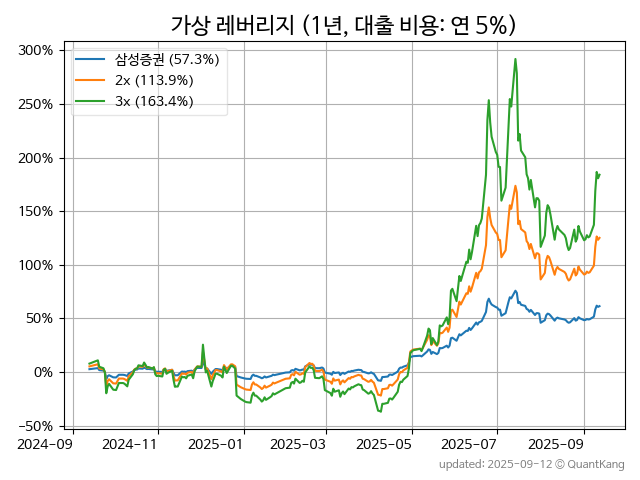 가상 레버리지 (1년, 대출 비용: 연 5%)
삼성증권 (57.3%)
2x (113.9%)
3x (163.4%)
300%
250%
200%
150%
100%
50%
0%
−50%
2024-09 2024-11 2025-01 2025-03 2025-05 2025-07 2025-09
updated: 2025-09-12 © QuantKang